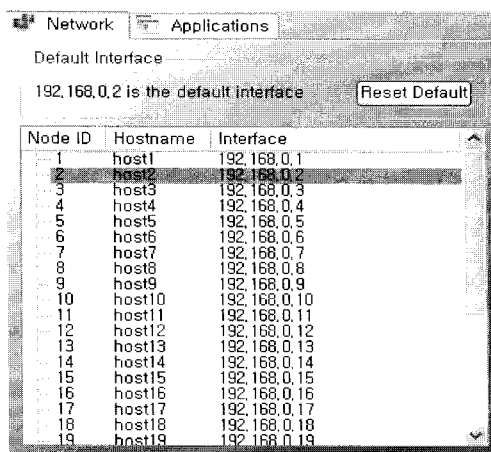 Network Applications
Default Interface
192.168.0.2 is the default interface Reset Default
Node ID Hostname Interface
1 host1 192.168.0.1
2 host2 192.168.0.2
3 host3 192.168.0.3
4 host4 192.168.0.4
5 host5 192.168.0.5
6 host6 192.168.0.6
7 host7 192.168.0.7
8 host8 192.168.0.8
9 host9 192.168.0.9
10 host10 192.168.0.10
11 host11 192.168.0.11
12 host12 192.168.0.12
13 host13 192.168.0.13
14 host14 192.168.0.14
15 host15 192.168.0.15
16 host16 192.168.0.16
17 host17 192.168.0.17
18 host18 192.168.0.18
19 host19 192.168.0.19